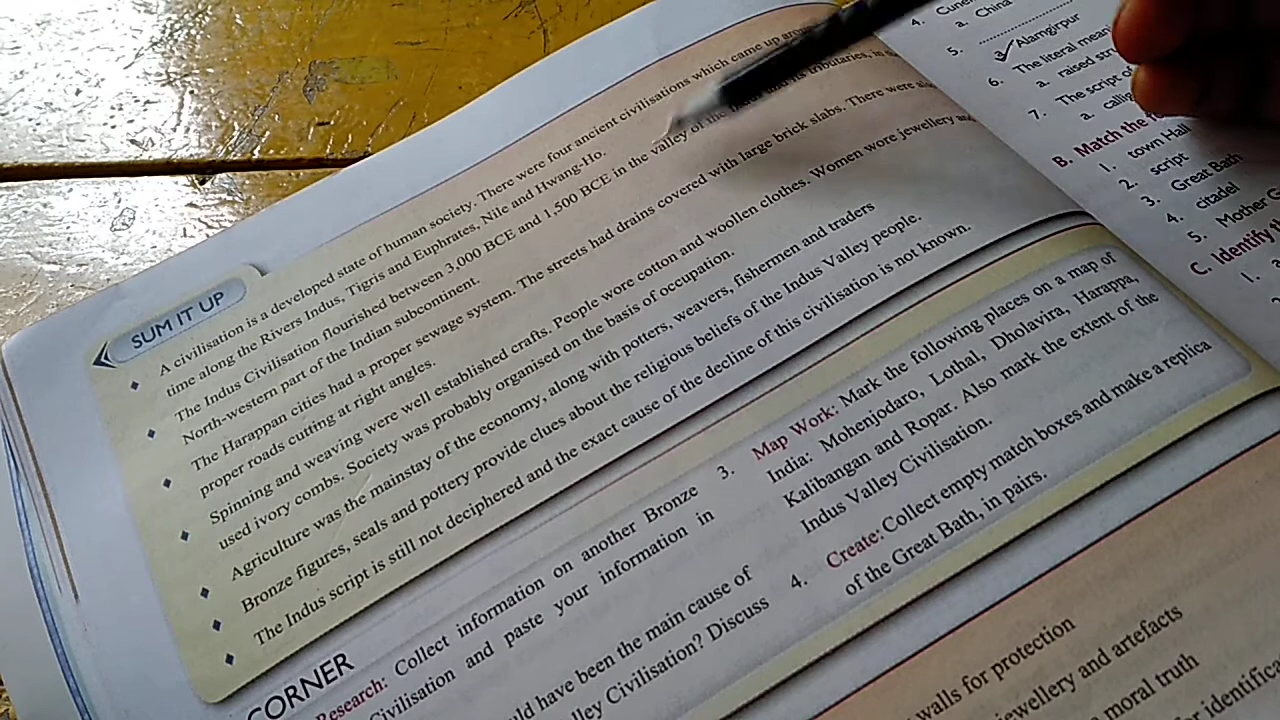 SUM IT UP
A civilisation is a developed state of human society. There were four ancient civilisations which came up
time along the Rivers Indus, Tigris and Euphrates, Nile and Hwang-Ho.
The Indus Civilisation flourished between 3,000 BCE and 1,500 BCE in the valley of the tributaries, in
North-western part of the Indian subcontinent.
The Harappan cities had a proper sewage system. The streets had drains covered with large brick slabs. There were
proper roads cutting at right angles.
Spinning and weaving were well established crafts. People wore cotton and woollen clothes. Women wore jewellery
used ivory combs. Society was probably organised on the basis of occupation.
Agriculture was the mainstay of the economy, along with potters, weavers, fishermen and traders
Bronze figures, seals and pottery provide clues about the religious beliefs of the Indus Valley people.
The Indus script is still not deciphered and the exact cause of the decline of this civilisation is not known.
CORNER
Research: Collect information on another Bronze
Civilisation and paste your information in
have been the main cause of
Valley Civilisation? Discuss
3. Map Work: Mark the following places on a map of
India: Mohenjodaro, Lothal, Dholavira, Harappa,
Kalibangan and Ropar. Also mark the extent of the
Indus Valley Civilisation.
4. Create: Collect empty match boxes and make a replica
of the Great Bath, in pairs.
walls for protection
jewellery and artefacts
moral truth
4.
a. China
5.
Alamgirpur
6. The literal
a. raised
7. The script of
a.
B. Match the
1. town Hall
2. script
3. Great Bath
4. citadel
5. Mother
C. Identify
1.